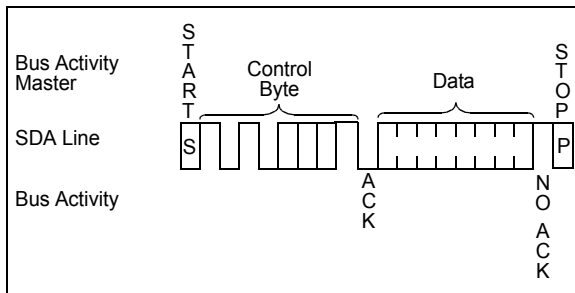 Bus Activity
Master
START
Control
Byte
Data
STOP
SDA Line
S
P
Bus Activity
ACK
NO ACK